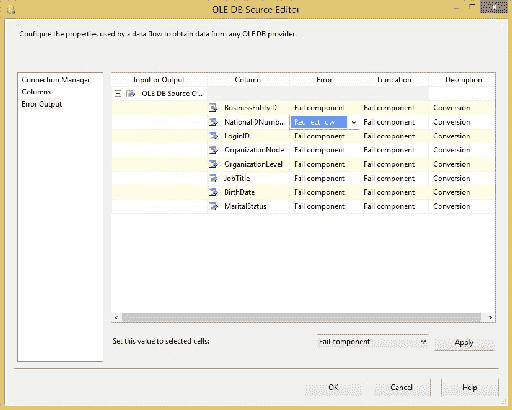 OLE DB Source Editor
Configure the properties used by a data flow to obtain data from any OLE DB provider.
Connection Manager
Columns
Error Output
Input or Output Column Error Truncation Description
OLE DB Source O...
BusinessEntityID Fail component Fail component Conversion
NationalIDNumb... Redirect row Fail component Conversion
LoginID Fail component Fail component Conversion
OrganizationNode Fail component Fail component Conversion
OrganizationLevel Fail component Fail component Conversion
JobTitle Fail component Fail component Conversion
BirthDate Fail component Fail component Conversion
MaritalStatus Fail component Fail component Conversion
Set this value to selected cells: Fail component Apply
OK Cancel Help